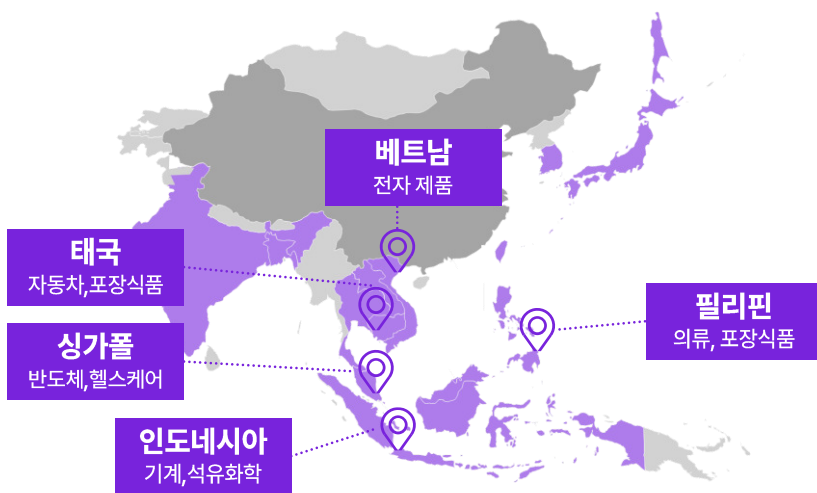 베트남
전자 제품
태국
자동차,포장식품
필리핀
의류, 포장식품
싱가폴
반도체,헬스케어
인도네시아
기계,석유화학